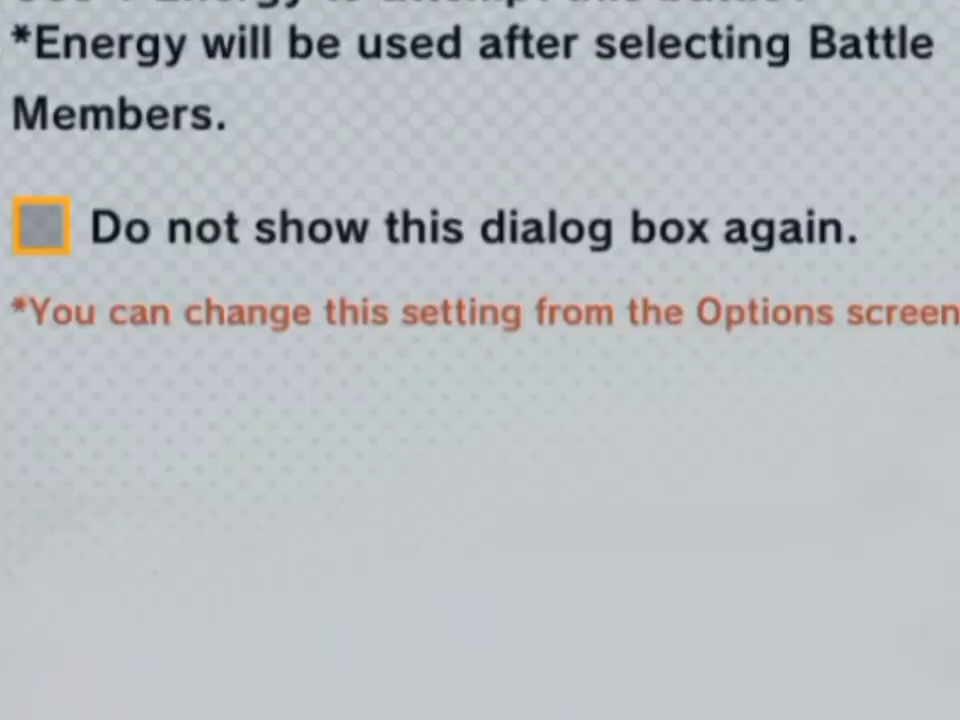 *Energy will be used after selecting Battle
Members.
Do not show this dialog box again.
*You can change this setting from the Options screen